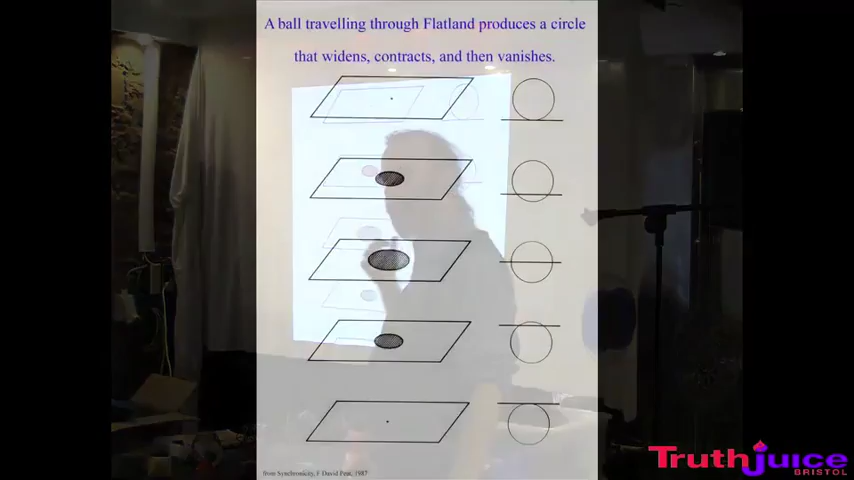 A ball travelling through Flatland produces a circle
that widens, contracts, and then vanishes.
from Synchronicity, F David Peat, 1987
Truthjuice
BRISTOL